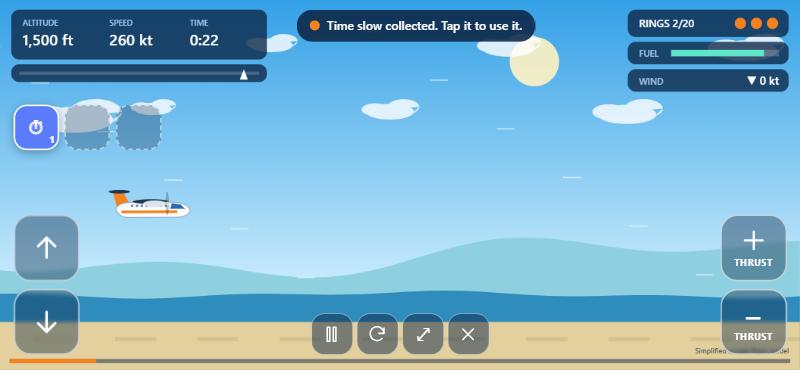 ALTITUDE SPEED TIME
1,500 ft 260 kt 0:22
Time slow collected. Tap it to use it.
RINGS 2/20
FUEL
WIND ▼ 0 kt
1
THRUST
THRUST
Simplified